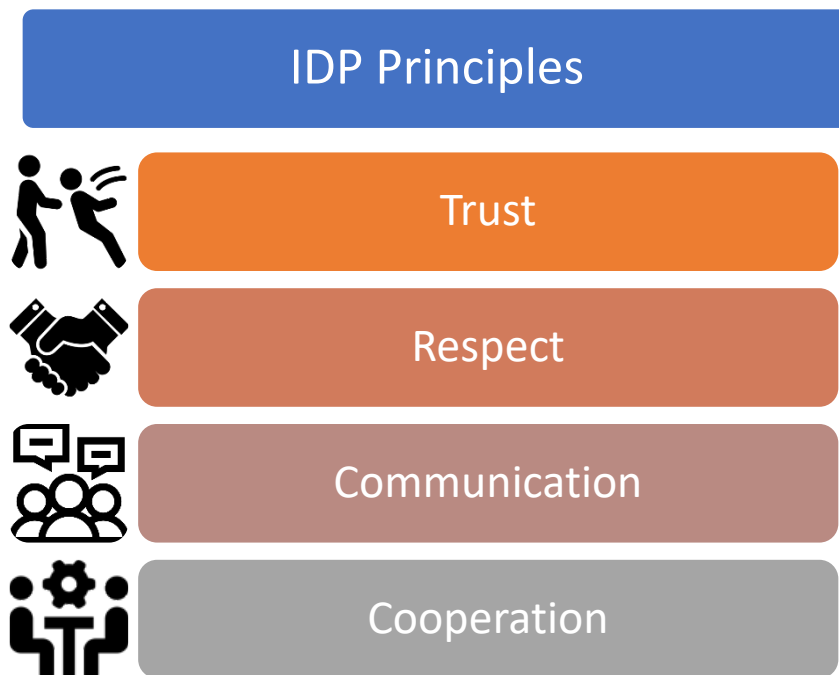 IDP Principles
Trust
Respect
Communication
Cooperation